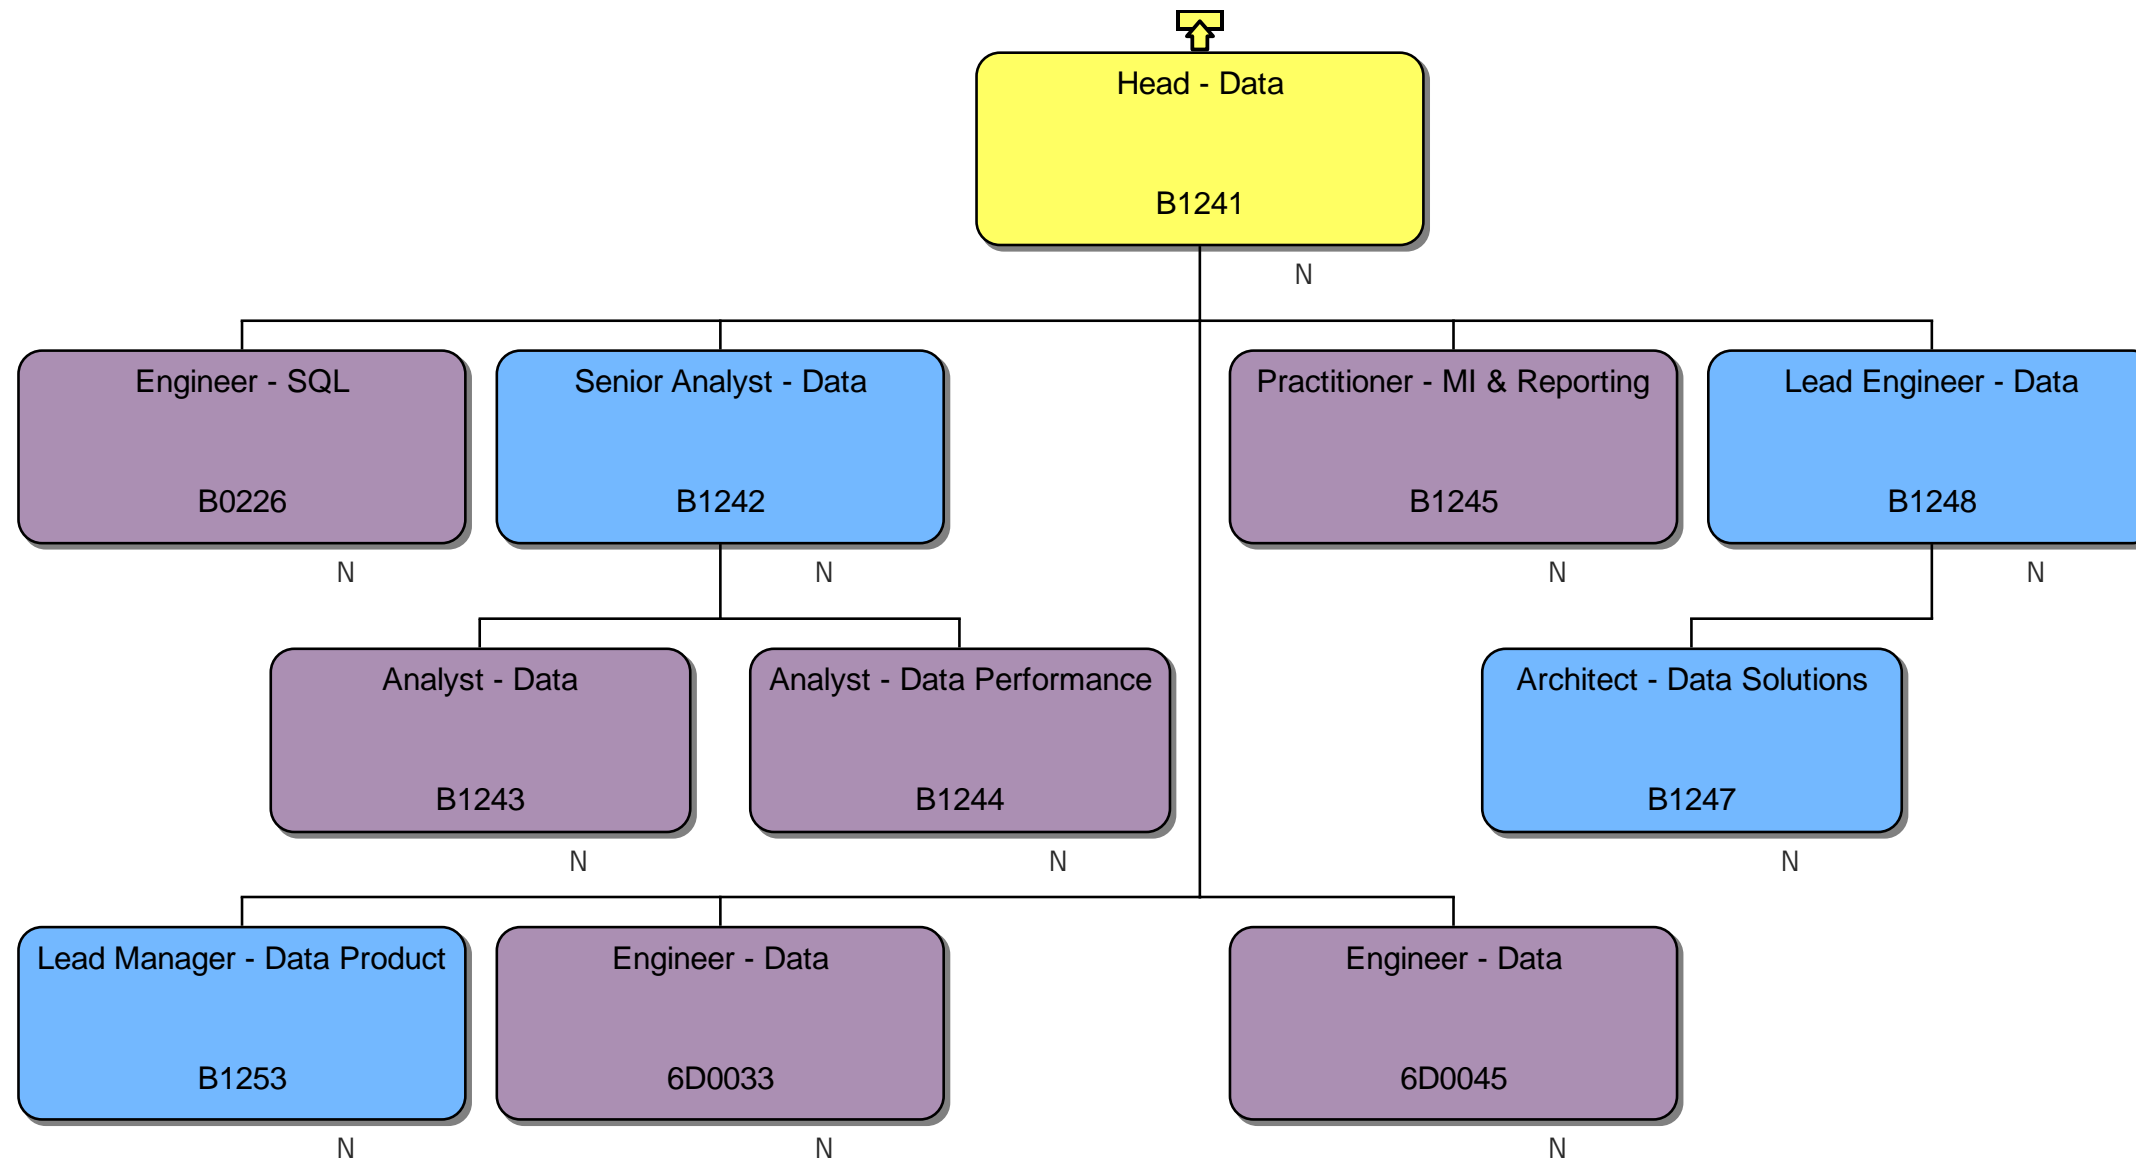 Head - Data
B1241
N
Engineer - SQL
B0226
N
Senior Analyst - Data
B1242
N
Practitioner - MI & Reporting
B1245
N
Lead Engineer - Data
B1248
N
Analyst - Data
B1243
N
Analyst - Data Performance
B1244
N
Architect - Data Solutions
B1247
N
Lead Manager - Data Product
B1253
N
Engineer - Data
6D0033
N
Engineer - Data
6D0045
N